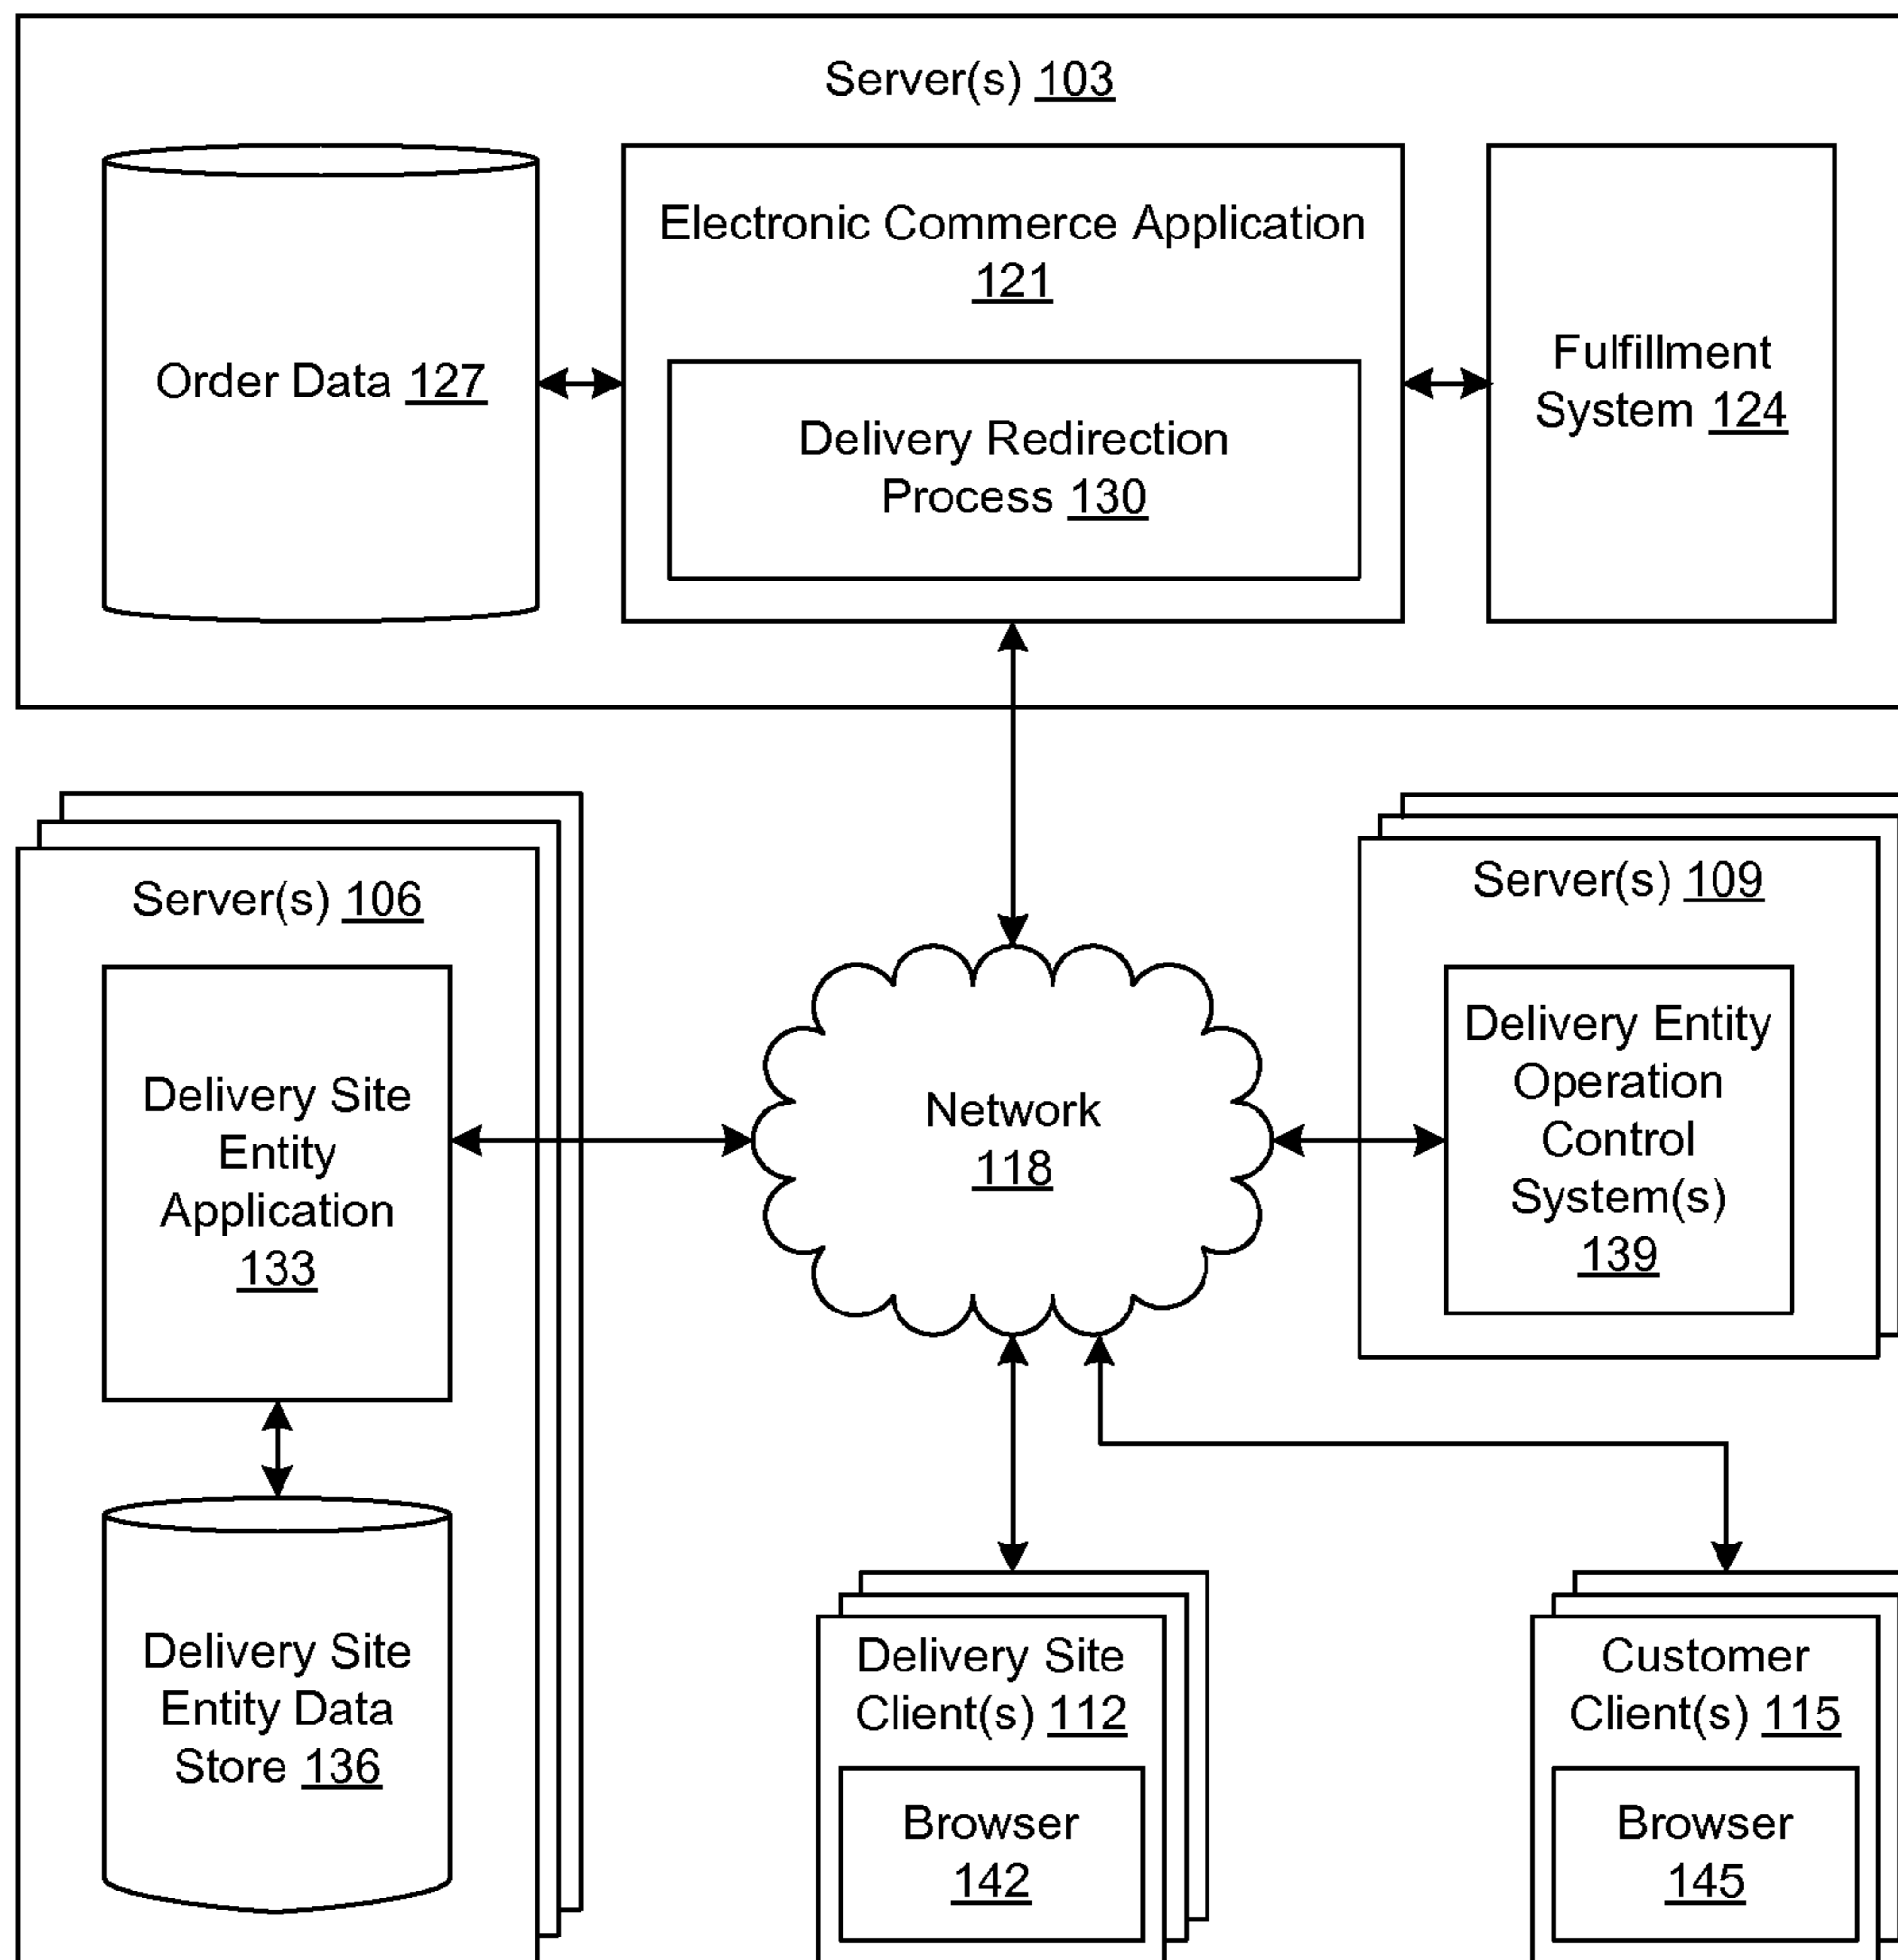 Server(s) 103
Order Data 127
Electronic Commerce Application
121
Delivery Redirection
Process 130
Fulfillment
System 124
Server(s) 106
Delivery Site
Entity
Application
133
Delivery Site
Entity Data
Store 136
Network
118
Server(s) 109
Delivery Entity
Operation
Control
System(s)
139
Delivery Site
Client(s) 112
Browser
142
Customer
Client(s) 115
Browser
145